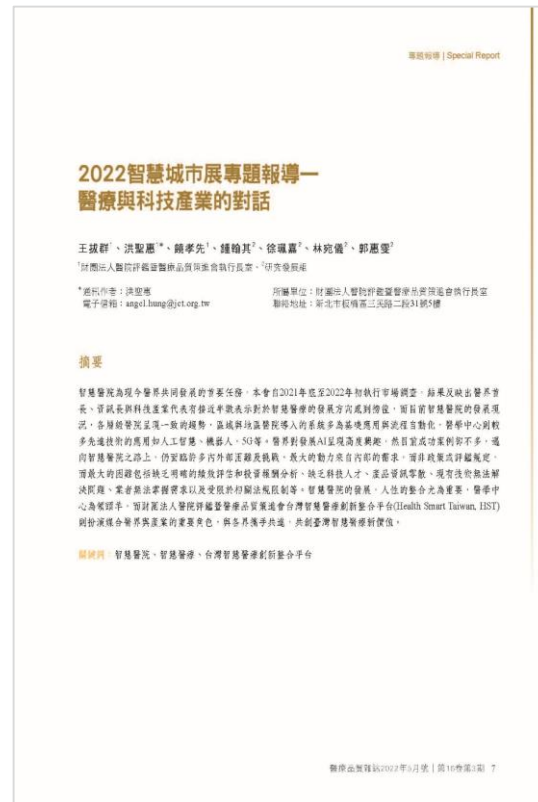 專題報導 | Special Report
2022智慧城市展專題報導—
醫療與科技產業的對話
王拔群¹、洪聖惠¹*、饒孝先¹、鍾翰其²、徐珮嘉²、林宛儀²、郭惠雯²
¹財團法人醫院評鑑暨醫療品質策進會執行長室、²研究發展組
*通訊作者：洪聖惠
所屬單位：財團法人醫院評鑑暨醫療品質策進會執行長室
電子信箱：angel.hung@jct.org.tw
聯絡地址：新北市板橋區三民路二段31號5樓
摘要
智慧醫院為現今醫界共同發展的首要任務，本會自2021年底至2022年初執行市場調查，結果反映出醫界首
長、資訊長與科技產業代表有接近半數表示對於智慧醫療的發展方向感到徬徨，而目前智慧醫院的發展現
況，各層級醫院呈現一致的趨勢，區域與地區醫院導入的系統多為基礎應用與流程自動化，醫學中心則較
多先進技術的應用如人工智慧、機器人、5G等。醫界對發展AI呈現高度興趣，然目前成功案例卻不多，邁
向智慧醫院之路上，仍面臨許多內外部困難及挑戰，最大的動力來自內部的需求，而非政策或評鑑規定，
而最大的困難包括缺乏明確的績效評估和投資報酬分析、缺乏科技人才、產品資訊零散、現有技術無法解
決問題、業者無法掌握需求以及受限於相關法規限制等。智慧醫院的發展，人性的整合尤為重要，醫學中
心為領頭羊，而財團法人醫院評鑑暨醫療品質策進會台灣智慧醫療創新整合平台(Health Smart Taiwan, HST)
則扮演媒合醫界與產業的重要角色，與各界攜手共進，共創臺灣智慧醫療新價值。
關鍵詞：智慧醫院、智慧醫療、台灣智慧醫療創新整合平台
醫療品質雜誌2022年5月號 | 第16卷第3期 7